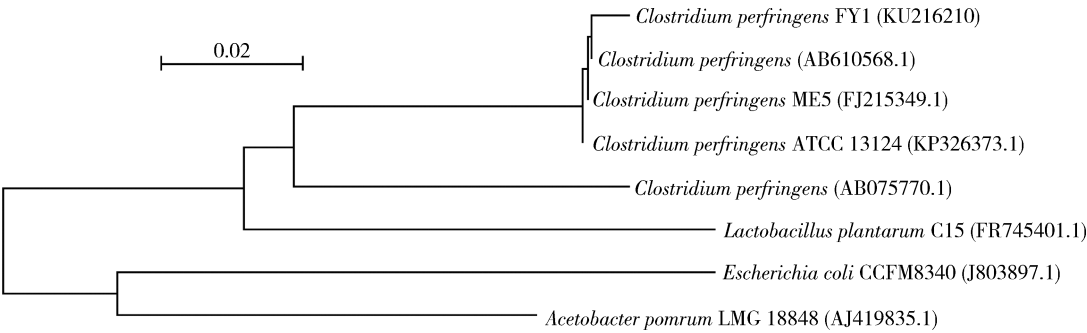 Clostridium perfringens FY1 (KU216210)
0.02
Clostridium perfringens (AB610568.1)
Clostridium perfringens ME5 (FJ215349.1)
Clostridium perfringens ATCC 13124 (KP326373.1)
Clostridium perfringens (AB075770.1)
Lactobacillus plantarum C15 (FR745401.1)
Escherichia coli CCFM8340 (J803897.1)
Acetobacter pomrum LMG 18848 (AJ419835.1)